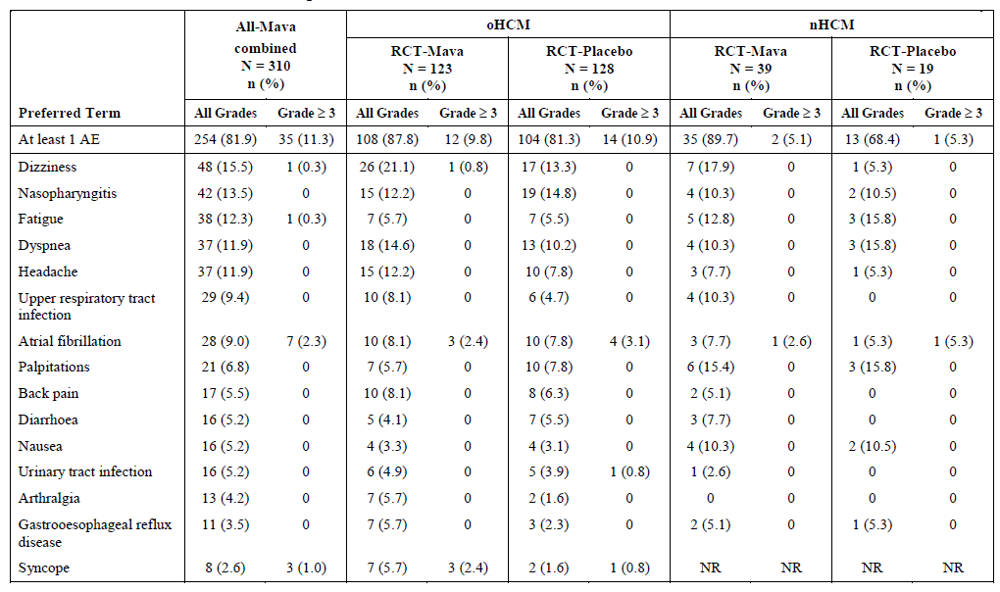 All-Mava combined N = 310 n (%) | oHCM | nHCM
RCT-Mava N = 123 n (%) | RCT-Placebo N = 128 n (%) | RCT-Mava N = 39 n (%) | RCT-Placebo N = 19 n (%)
Preferred Term | All Grades | Grade ≥ 3 | All Grades | Grade ≥ 3 | All Grades | Grade ≥ 3 | All Grades | Grade ≥ 3 | All Grades | Grade ≥ 3
At least 1 AE | 254 (81.9) | 35 (11.3) | 108 (87.8) | 12 (9.8) | 104 (81.3) | 14 (10.9) | 35 (89.7) | 2 (5.1) | 13 (68.4) | 1 (5.3)
Dizziness | 48 (15.5) | 1 (0.3) | 26 (21.1) | 1 (0.8) | 17 (13.3) | 0 | 7 (17.9) | 0 | 1 (5.3) | 0
Nasopharyngitis | 42 (13.5) | 0 | 15 (12.2) | 0 | 19 (14.8) | 0 | 4 (10.3) | 0 | 2 (10.5) | 0
Fatigue | 38 (12.3) | 1 (0.3) | 7 (5.7) | 0 | 7 (5.5) | 0 | 5 (12.8) | 0 | 3 (15.8) | 0
Dyspnea | 37 (11.9) | 0 | 18 (14.6) | 0 | 13 (10.2) | 0 | 4 (10.3) | 0 | 3 (15.8) | 0
Headache | 37 (11.9) | 0 | 15 (12.2) | 0 | 10 (7.8) | 0 | 3 (7.7) | 0 | 1 (5.3) | 0
Upper respiratory tract infection | 29 (9.4) | 0 | 10 (8.1) | 0 | 6 (4.7) | 0 | 4 (10.3) | 0 | 0 | 0
Atrial fibrillation | 28 (9.0) | 7 (2.3) | 10 (8.1) | 3 (2.4) | 10 (7.8) | 4 (3.1) | 3 (7.7) | 1 (2.6) | 1 (5.3) | 1 (5.3)
Palpitations | 21 (6.8) | 0 | 7 (5.7) | 0 | 10 (7.8) | 0 | 6 (15.4) | 0 | 3 (15.8) | 0
Back pain | 17 (5.5) | 0 | 10 (8.1) | 0 | 8 (6.3) | 0 | 2 (5.1) | 0 | 0 | 0
Diarrhoea | 16 (5.2) | 0 | 5 (4.1) | 0 | 7 (5.5) | 0 | 3 (7.7) | 0 | 0 | 0
Nausea | 16 (5.2) | 0 | 4 (3.3) | 0 | 4 (3.1) | 0 | 4 (10.3) | 0 | 2 (10.5) | 0
Urinary tract infection | 16 (5.2) | 0 | 6 (4.9) | 0 | 5 (3.9) | 1 (0.8) | 1 (2.6) | 0 | 0 | 0
Arthralgia | 13 (4.2) | 0 | 7 (5.7) | 0 | 2 (1.6) | 0 | 0 | 0 | 0 | 0
Gastrooesophageal reflux disease | 11 (3.5) | 0 | 7 (5.7) | 0 | 3 (2.3) | 0 | 2 (5.1) | 0 | 1 (5.3) | 0
Syncope | 8 (2.6) | 3 (1.0) | 7 (5.7) | 3 (2.4) | 2 (1.6) | 1 (0.8) | NR | NR | NR | NR